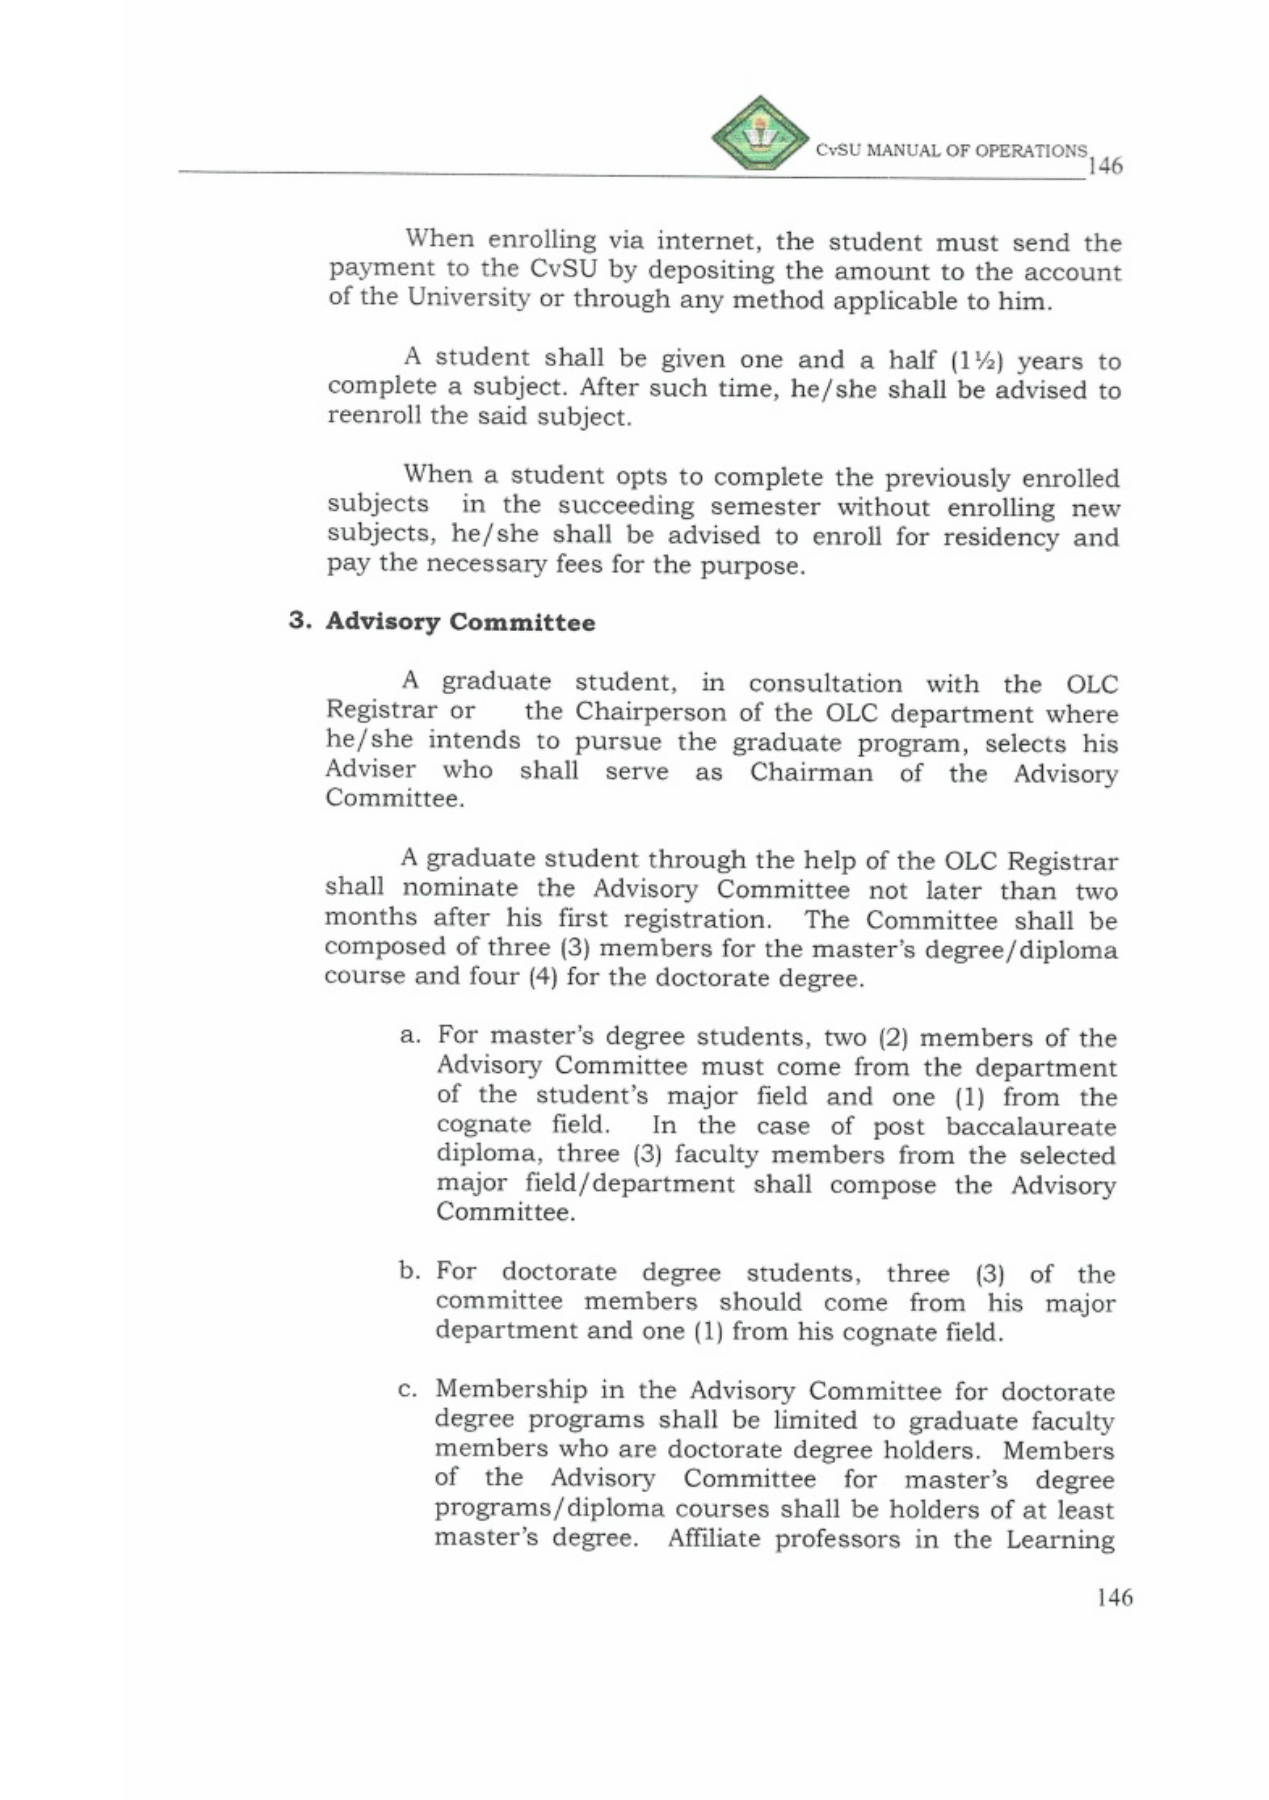 CvSU MANUAL OF OPERATIONS
146
When enrolling via internet, the student must send the
payment to the CvSU by depositing the amount to the account
of the University or through any method applicable to him.
A student shall be given one and a half (1½) years to
complete a subject. After such time, he/she shall be advised to
reenroll the said subject.
When a student opts to complete the previously enrolled
subjects in the succeeding semester without enrolling new
subjects, he/she shall be advised to enroll for residency and
pay the necessary fees for the purpose.
3. Advisory Committee
A graduate student, in consultation with the OLC
Registrar or the Chairperson of the OLC department where
he/she intends to pursue the graduate program, selects his
Adviser who shall serve as Chairman of the Advisory
Committee.
A graduate student through the help of the OLC Registrar
shall nominate the Advisory Committee not later than two
months after his first registration. The Committee shall be
composed of three (3) members for the master's degree/diploma
course and four (4) for the doctorate degree.
a. For master's degree students, two (2) members of the
Advisory Committee must come from the department
of the student's major field and one (1) from the
cognate field. In the case of post baccalaureate
diploma, three (3) faculty members from the selected
major field/department shall compose the Advisory
Committee.
b. For doctorate degree students, three (3) of the
committee members should come from his major
department and one (1) from his cognate field.
c. Membership in the Advisory Committee for doctorate
degree programs shall be limited to graduate faculty
members who are doctorate degree holders. Members
of the Advisory Committee for master's degree
programs/diploma courses shall be holders of at least
master's degree. Affiliate professors in the Learning
146